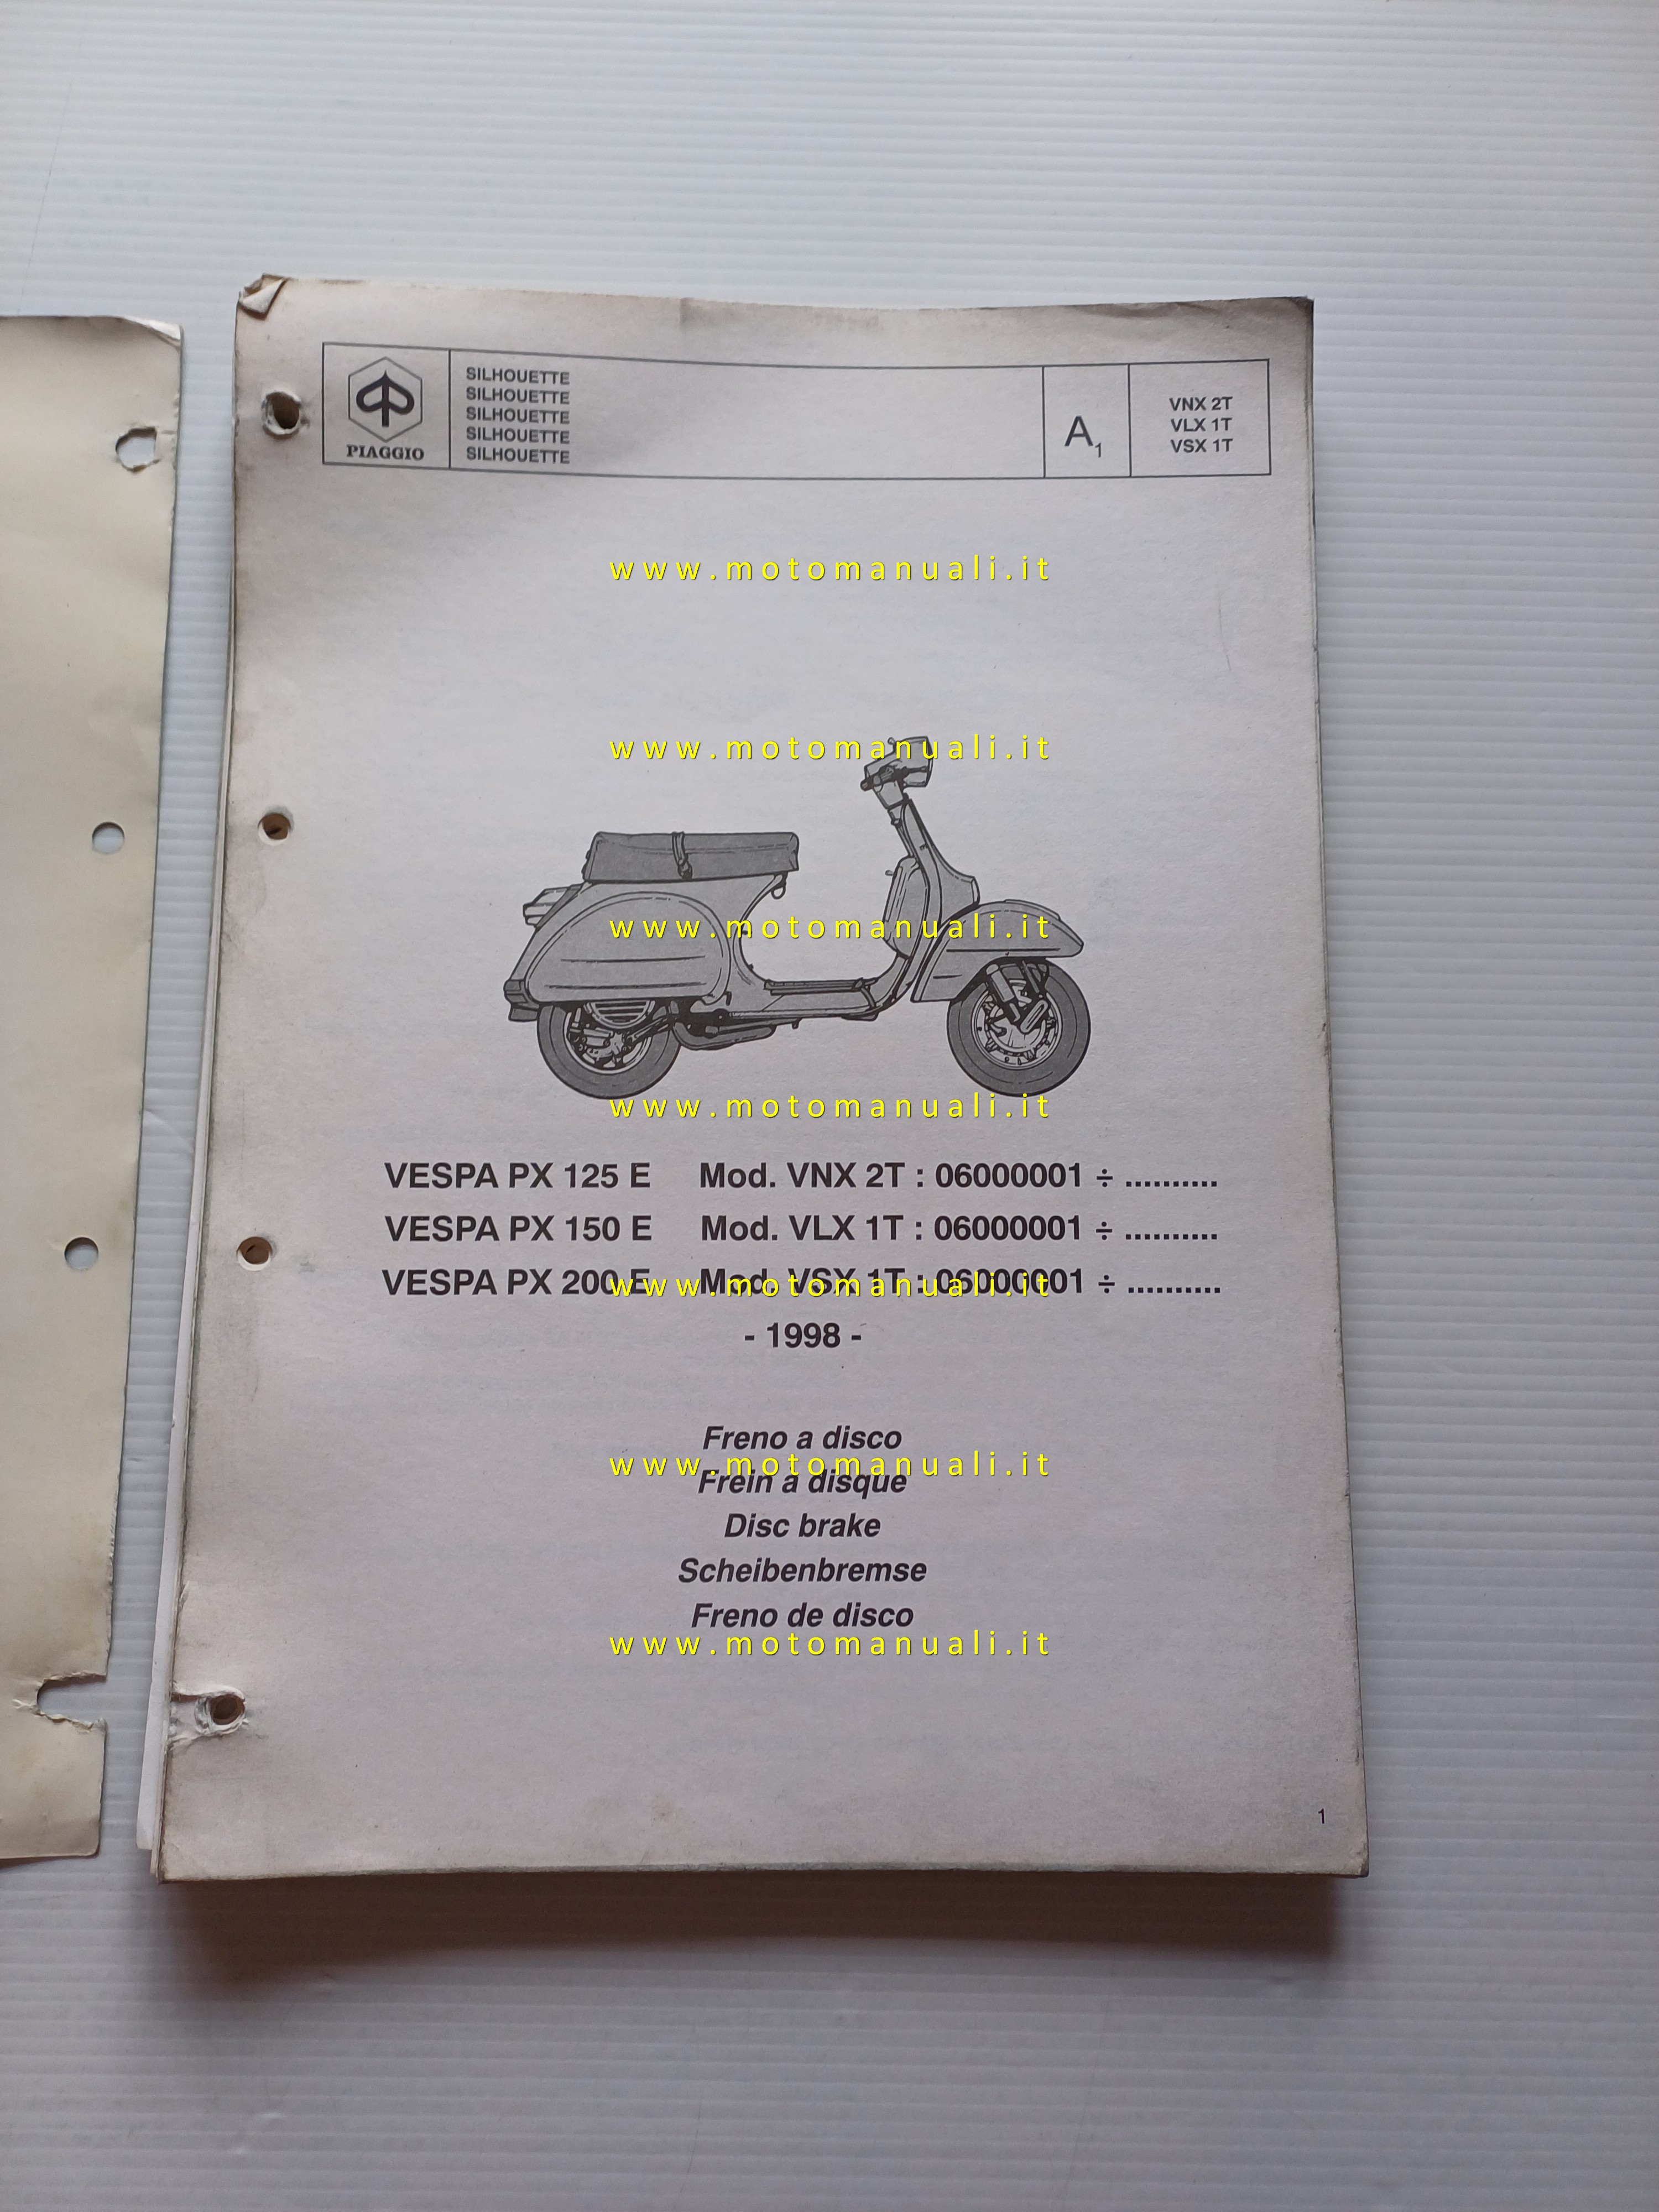 PIAGGIO
SILHOUETTE
SILHOUETTE
SILHOUETTE
SILHOUETTE
SILHOUETTE
A1
VNX 2T
VLX 1T
VSX 1T
www.motomanuali.it
www.motomanuali.it
www.motomanuali.it
www.motomanuali.it
VESPA PX 125 E Mod. VNX 2T : 06000001 ÷ ..........
VESPA PX 150 E Mod. VLX 1T : 06000001 ÷ ..........
VESPA PX 200 E Mod. VSX 1T : 06000001 ÷ ..........
www.motomanuali.it
- 1998 -
Freno a disco
www.motomanuali.it
Frein a disque
Disc brake
Scheibenbremse
Freno de disco
www.motomanuali.it
1